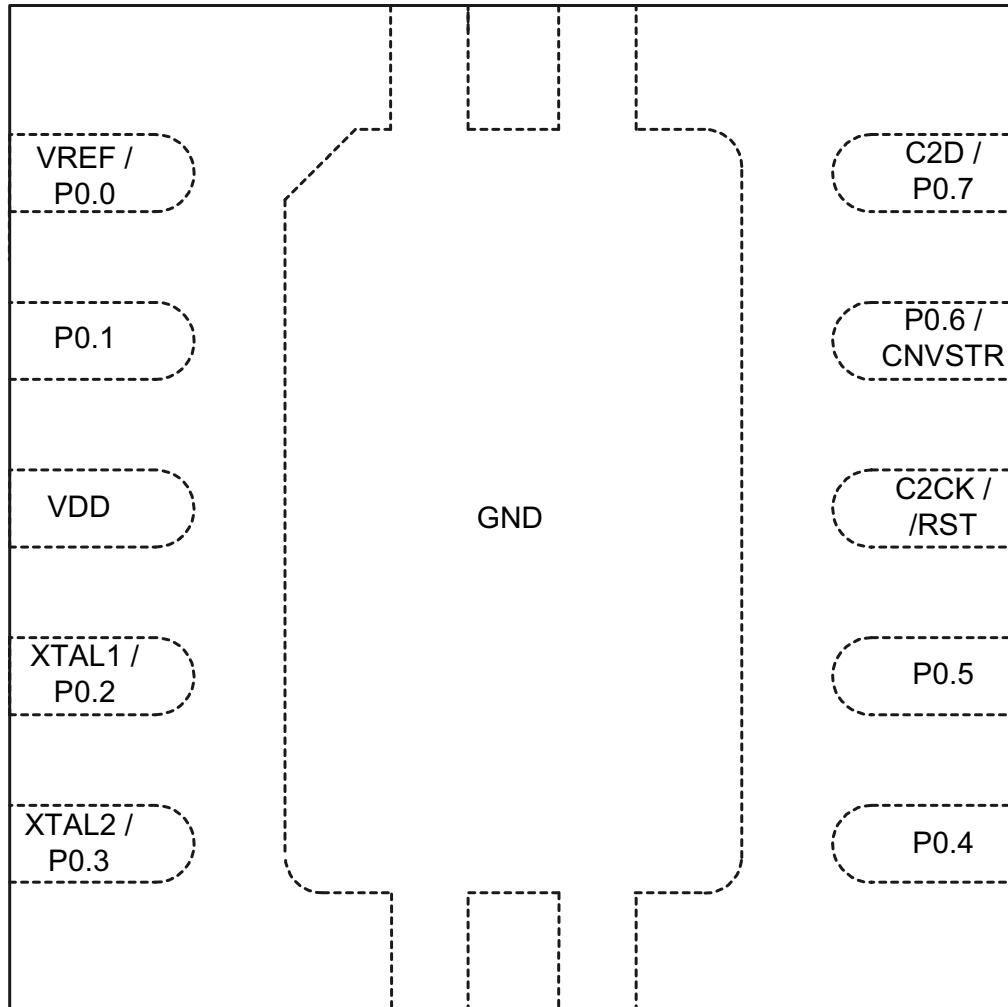 VREF /
P0.0
P0.1
VDD
XTAL1 /
P0.2
XTAL2 /
P0.3
GND
C2D /
P0.7
P0.6 /
CNVSTR
C2CK /
/RST
P0.5
P0.4